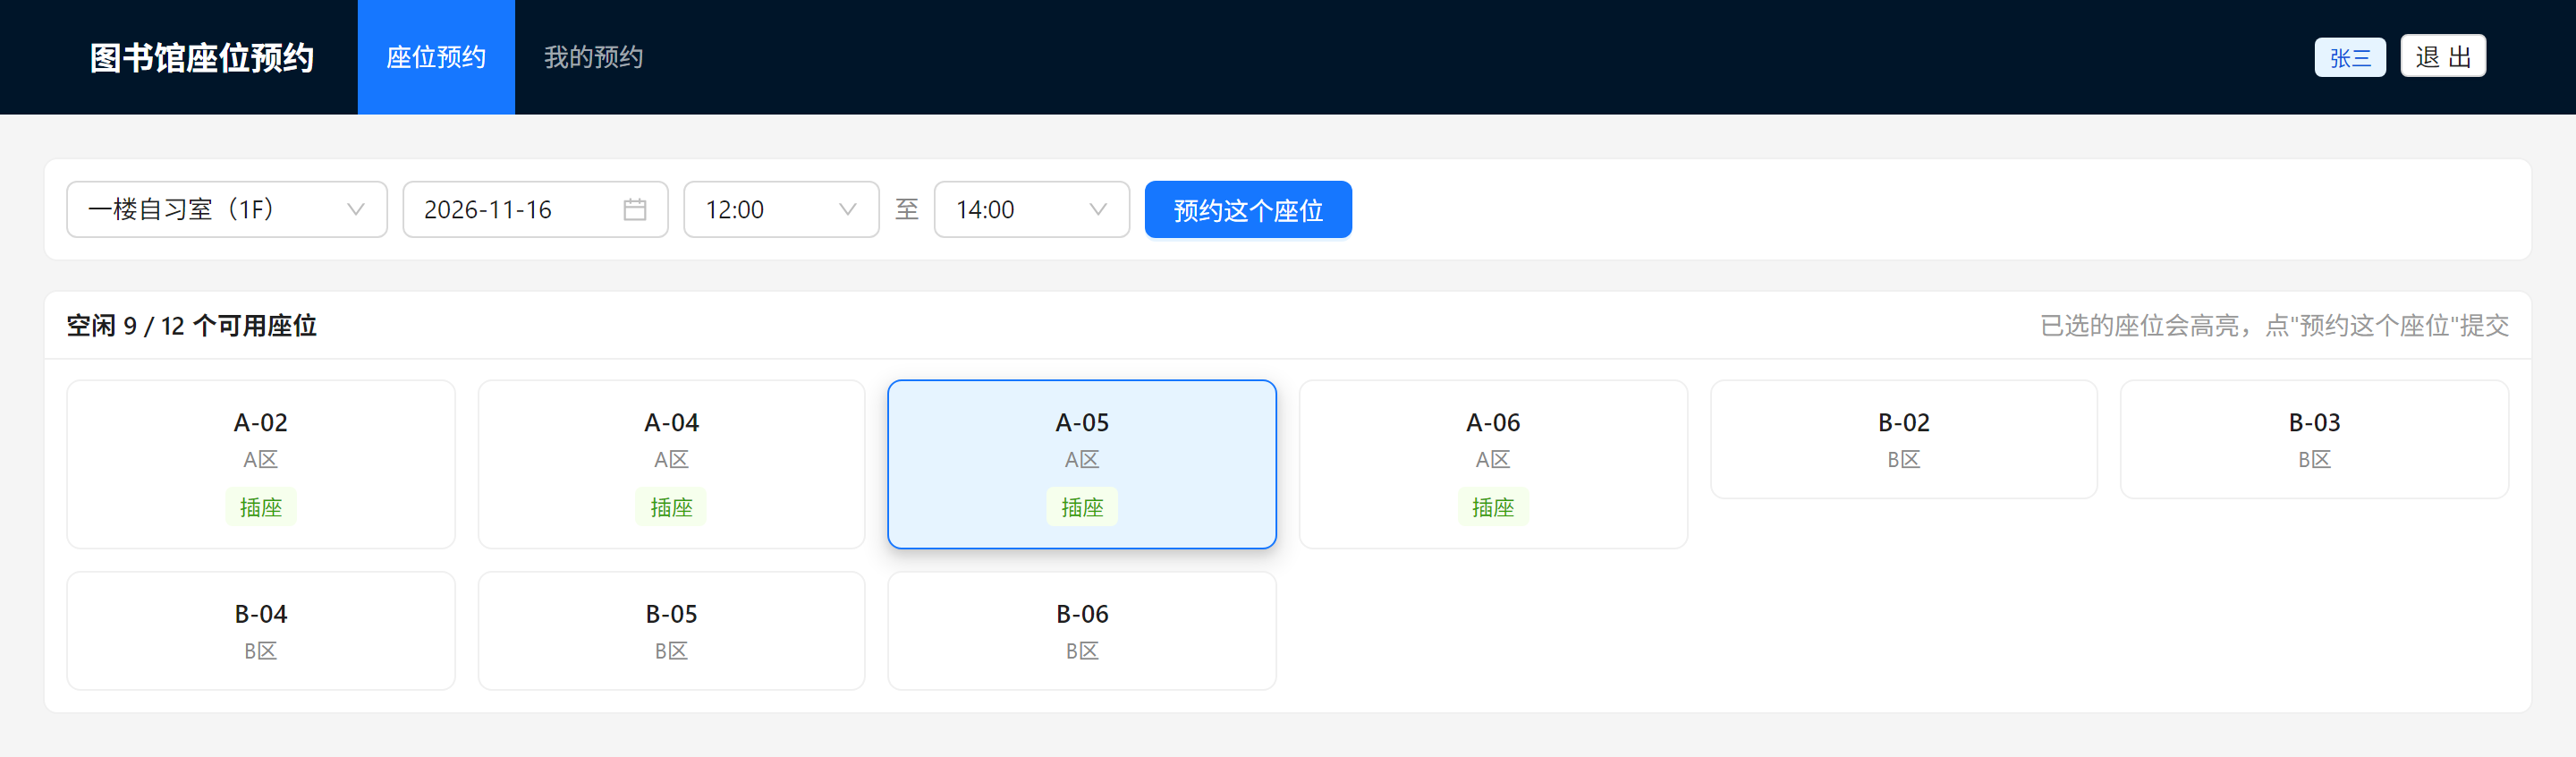 图书馆座位预约 座位预约 我的预约 张三 退 出
一楼自习室（1F） 2026-11-16 12:00 至 14:00 预约这个座位
空闲 9 / 12 个可用座位 已选的座位会高亮，点"预约这个座位"提交
A-02
A区
插座
A-04
A区
插座
A-05
A区
插座
A-06
A区
插座
B-02
B区
B-03
B区
B-04
B区
B-05
B区
B-06
B区